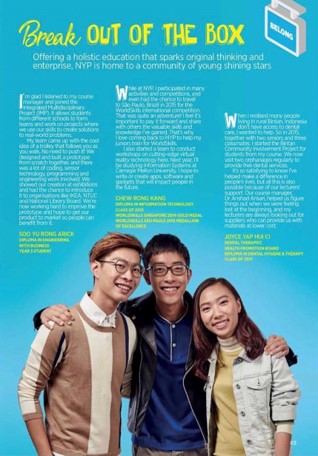 BELONG
Break OUT OF THE BOX
Offering a holistic education that sparks original thinking and
enterprise, NYP is home to a community of young shining stars
I'm glad I listened to my course
manager and joined the
Integrated Multidisciplinary
Project (IMP). It allows students
from different schools to form
teams and work on projects where
we use our skills to create solutions
to real-world problems.
My team came up with the cool
idea of a trolley that follows you as
you walk. No need to push it! We
designed and built a prototype
from scratch together, and there
was a lot of coding, sensor
technology, programming and
engineering work involved. We
showed our creation at exhibitions
and had the chance to introduce
it to organisations like IKEA, NTUC
and National Library Board. We're
now working hard to improve the
prototype and hope to get our
product to market so people can
benefit from it.
SOO YU RONG ARICH
DIPLOMA IN ENGINEERING
WITH BUSINESS
YEAR 3 STUDENT
While at NYP I participated in many
activities and competitions, and
even had the chance to travel
to São Paulo, Brazil in 2015 for the
WorldSkills international competition.
That was quite an adventure! I feel it's
important to pay it forward and share
with others the valuable skills and
knowledge I've gained. That's why
I love coming back to NYP to help my
juniors train for WorldSkills.
I also started a team to conduct
workshops on cutting-edge virtual
reality technology here. Next year, I'll
be studying Information Systems at
Carnegie Mellon University. I hope to
write or create apps, software and
gadgets that will impact people in
the future.
CHEW RONG KANG
DIPLOMA IN INFORMATION TECHNOLOGY
CLASS OF 2015
WORLDSKILLS SINGAPORE 2014 GOLD MEDAL
WORLDSKILLS SÃO PAULO 2015 MEDALLION
OF EXCELLENCE
When I realised many people
living in rural Bintan, Indonesia
don't have access to dental
care, I wanted to help. So in 2015,
together with two seniors and three
classmates, I started the Bintan
Community Involvement Project for
students from my course. We now
visit two orphanages regularly to
provide their dental services.
It's so satisfying to know I've
helped make a difference in
people's lives, but all this is also
possible because of our lecturers'
support. Our course manager,
Dr Arshad Ansari, helped us figure
things out when we were feeling
lost at the beginning, and my
lecturers are always looking out for
suppliers who can provide us with
materials at lower cost.
JOYCE YAP HUI CI
DENTAL THERAPIST,
HEALTH PROMOTION BOARD
DIPLOMA IN DENTAL HYGIENE & THERAPY
CLASS OF 2017